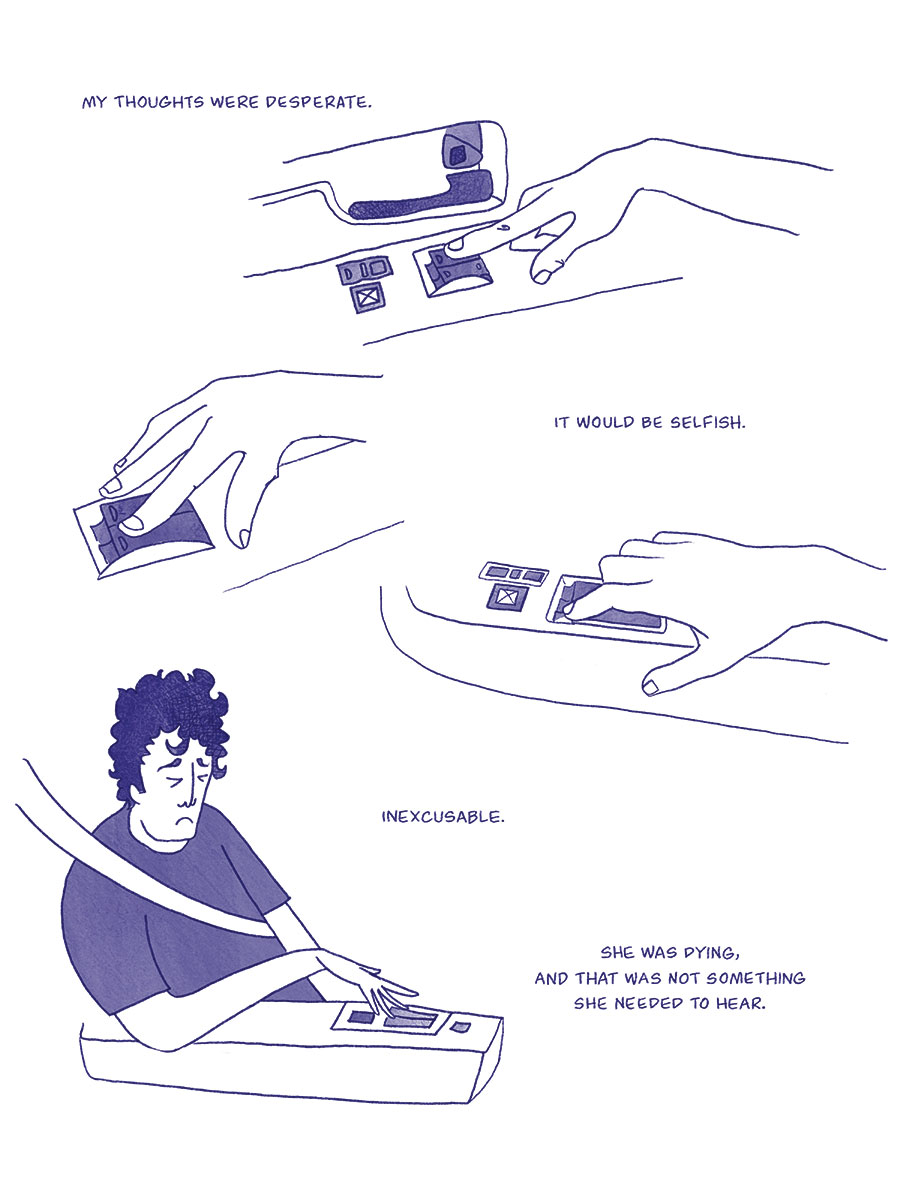 MY THOUGHTS WERE DESPERATE.
IT WOULD BE SELFISH.
INEXCUSABLE.
SHE WAS DYING,
AND THAT WAS NOT SOMETHING
SHE NEEDED TO HEAR.